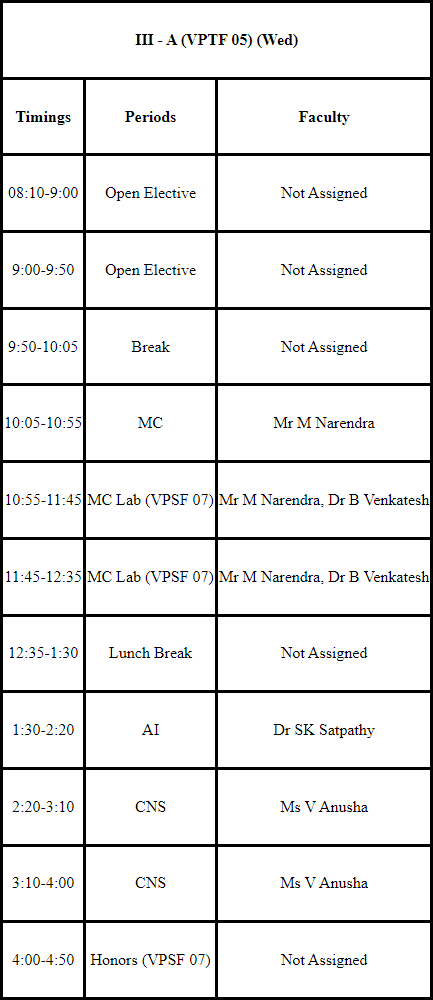 III - A (VPTF 05) (Wed)
Timings Periods Faculty
08:10-9:00 Open Elective Not Assigned
9:00-9:50 Open Elective Not Assigned
9:50-10:05 Break Not Assigned
10:05-10:55 MC Mr M Narendra
10:55-11:45 MC Lab (VPSF 07) Mr M Narendra, Dr B Venkatesh
11:45-12:35 MC Lab (VPSF 07) Mr M Narendra, Dr B Venkatesh
12:35-1:30 Lunch Break Not Assigned
1:30-2:20 AI Dr SK Satpathy
2:20-3:10 CNS Ms V Anusha
3:10-4:00 CNS Ms V Anusha
4:00-4:50 Honors (VPSF 07) Not Assigned